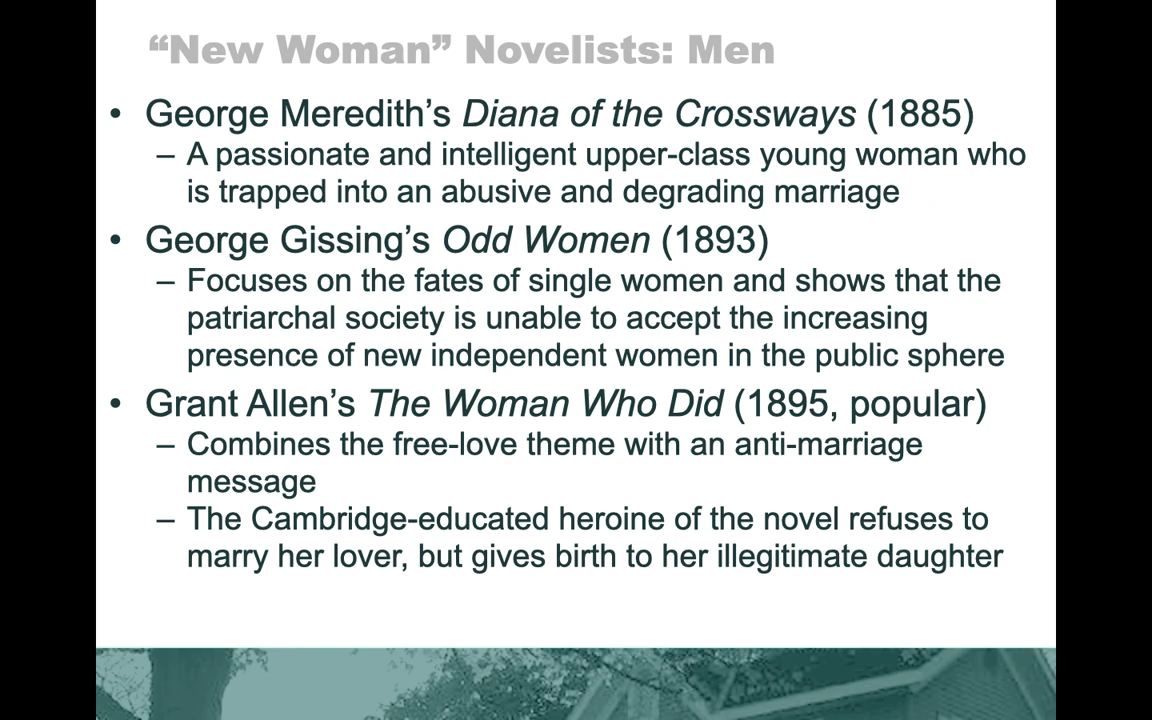 “New Woman” Novelists: Men
• George Meredith’s Diana of the Crossways (1885)
– A passionate and intelligent upper-class young woman who
is trapped into an abusive and degrading marriage
• George Gissing’s Odd Women (1893)
– Focuses on the fates of single women and shows that the
patriarchal society is unable to accept the increasing
presence of new independent women in the public sphere
• Grant Allen’s The Woman Who Did (1895, popular)
– Combines the free-love theme with an anti-marriage
message
– The Cambridge-educated heroine of the novel refuses to
marry her lover, but gives birth to her illegitimate daughter